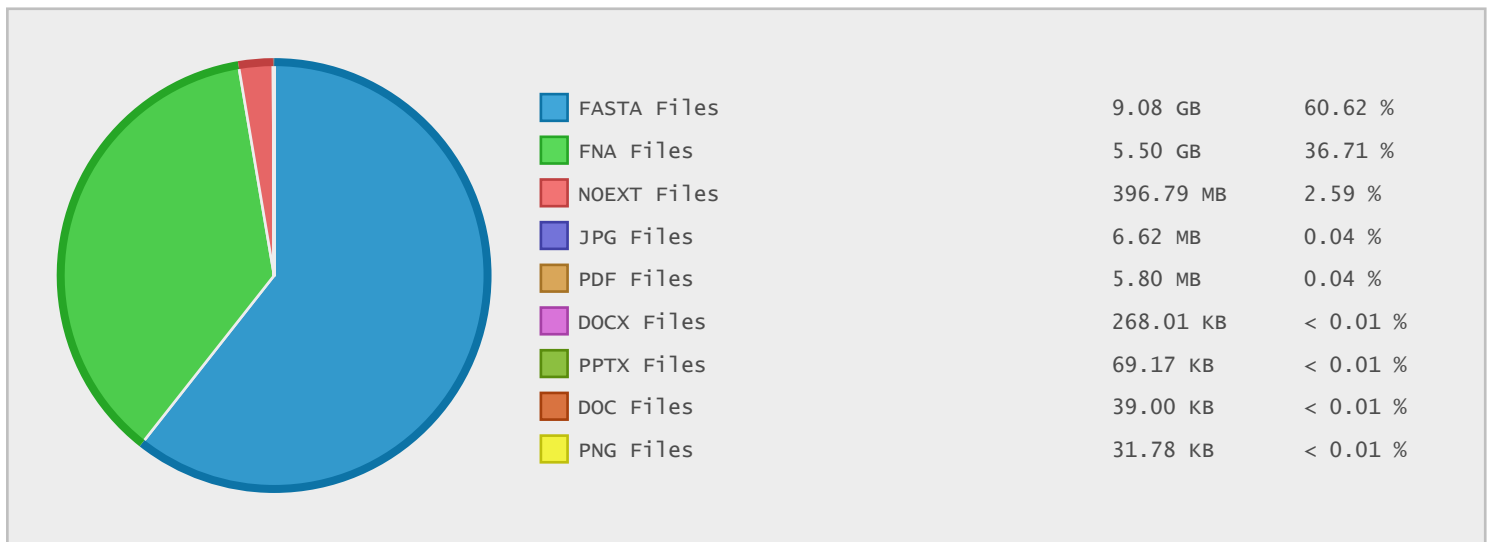 FASTA Files 9.08 GB 60.62 %
FNA Files 5.50 GB 36.71 %
NOEXT Files 396.79 MB 2.59 %
JPG Files 6.62 MB 0.04 %
PDF Files 5.80 MB 0.04 %
DOCX Files 268.01 KB < 0.01 %
PPTX Files 69.17 KB < 0.01 %
DOC Files 39.00 KB < 0.01 %
PNG Files 31.78 KB < 0.01 %